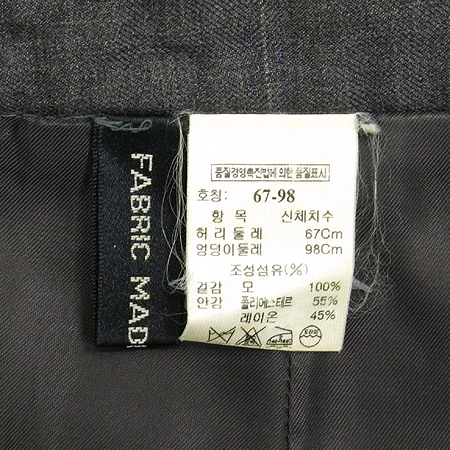 품질경영촉진법에 의한 품질표시
호칭: 67-98
항 목 신체치수
허리둘레 67Cm
엉덩이둘레 98Cm
조성섬유(%)
겉감 모 100%
안감 폴리에스테르 55%
레이온 45%
드라이
FABRIC MAD